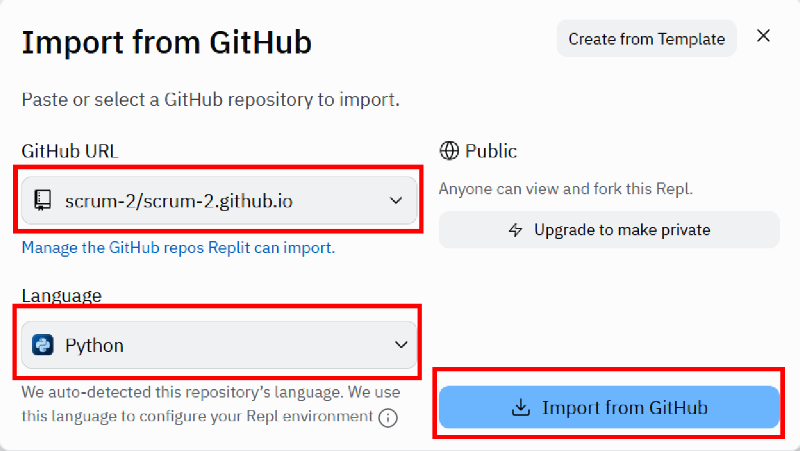 Import from GitHub
Create from Template
Paste or select a GitHub repository to import.
GitHub URL
scrum-2/scrum-2.github.io
Manage the GitHub repos Replit can import.
Public
Anyone can view and fork this Repl.
Upgrade to make private
Language
Python
We auto-detected this repository's language. We use
this language to configure your Repl environment
Import from GitHub